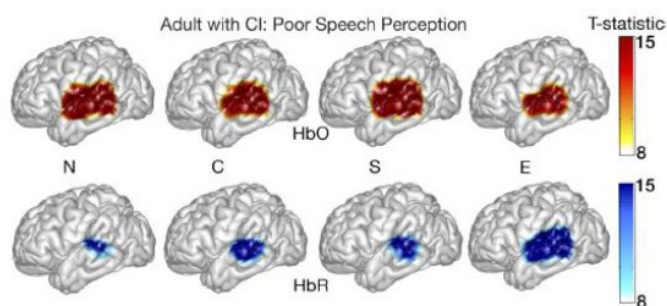 Adult with CI: Poor Speech Perception
T-statistic
15
HbO
8
N C S E
15
HbR
8